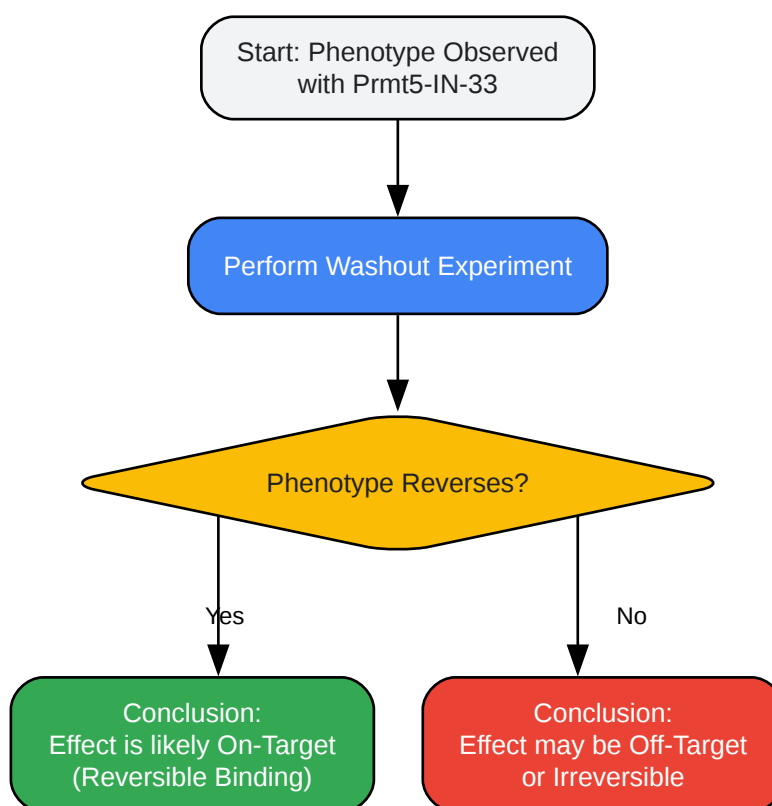 Start: Phenotype Observed
with Prmt5-IN-33
Perform Washout Experiment
Phenotype Reverses?
Yes
No
Conclusion:
Effect is likely On-Target
(Reversible Binding)
Conclusion:
Effect may be Off-Target
or Irreversible